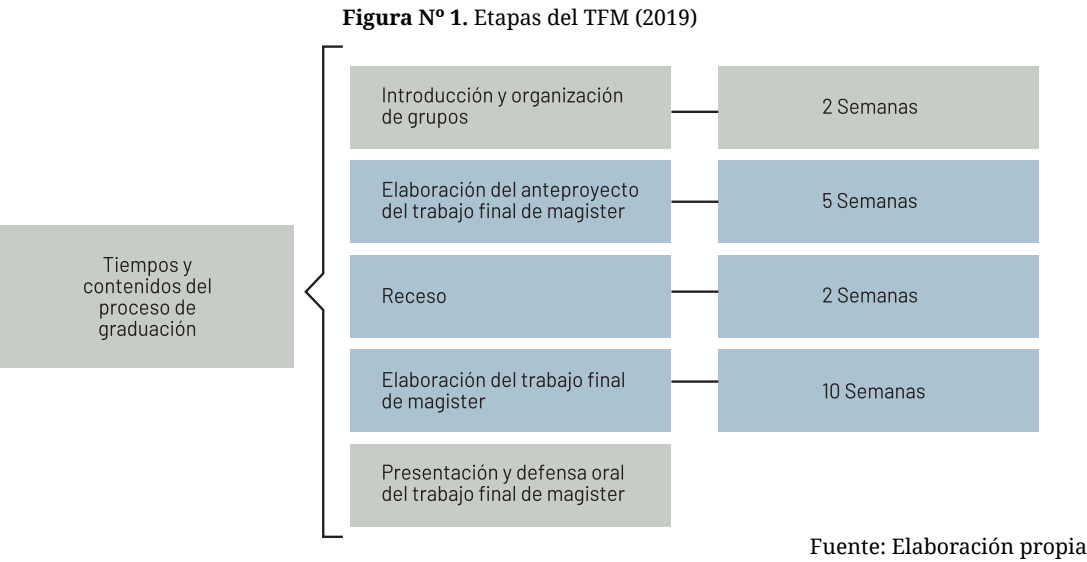 Figura Nº 1. Etapas del TFM (2019)
Tiempos y
contenidos del
proceso de
graduación
Introducción y organización
de grupos
2 Semanas
Elaboración del anteproyecto
del trabajo final de magister
5 Semanas
Receso
2 Semanas
Elaboración del trabajo final
de magister
10 Semanas
Presentación y defensa oral
del trabajo final de magister
Fuente: Elaboración propia